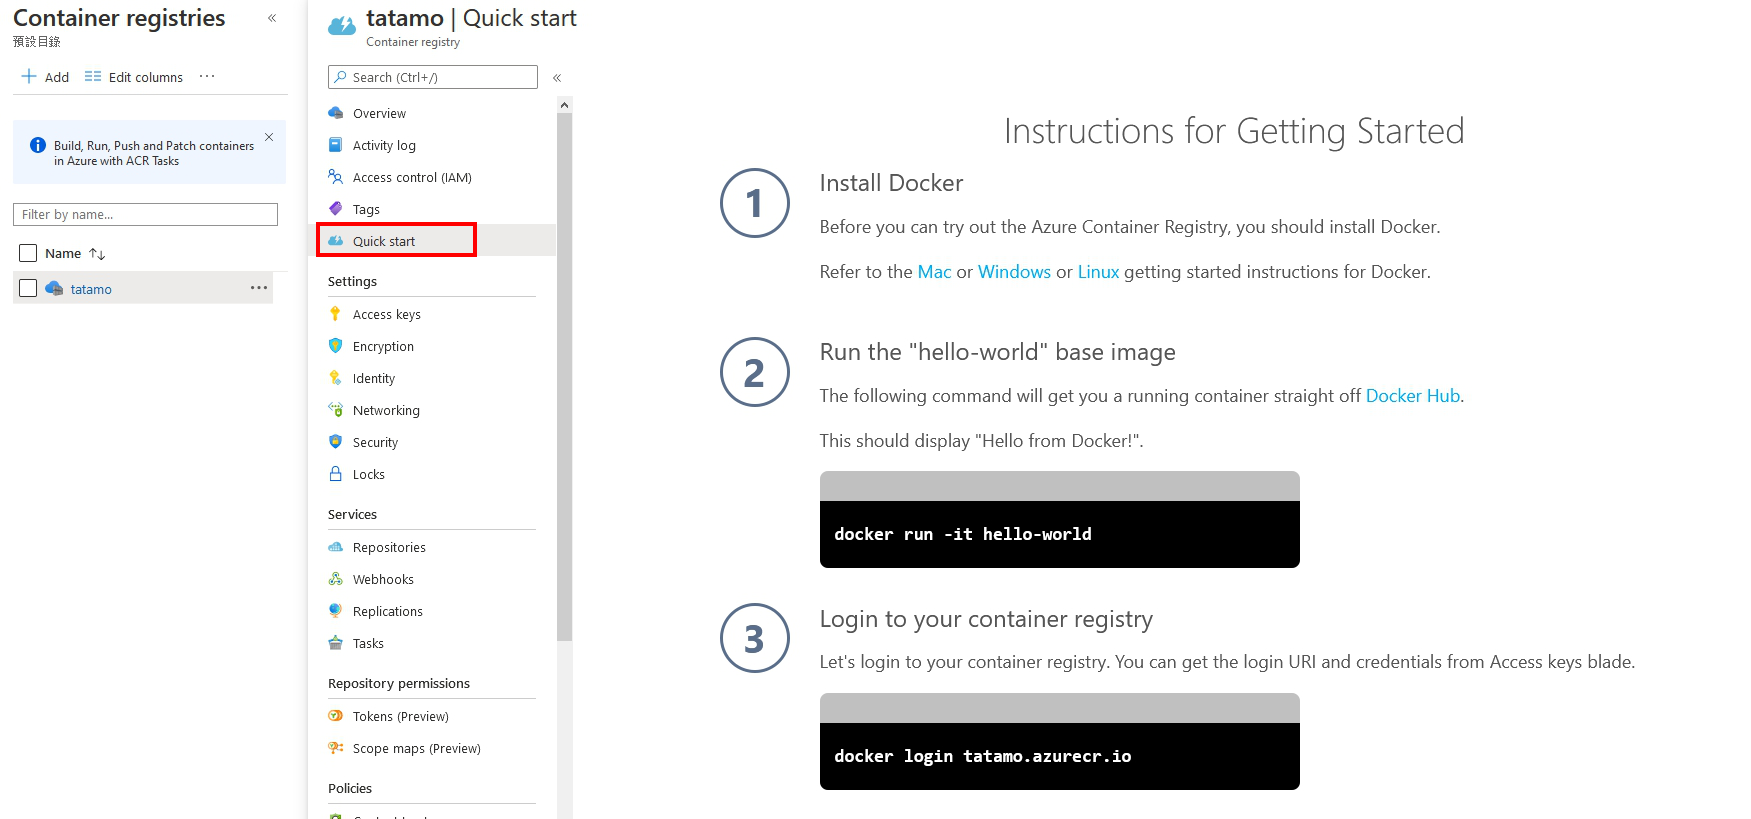 Container registries
«
預設目錄
Add
Edit columns
···
Build, Run, Push and Patch containers
in Azure with ACR Tasks
Filter by name...
Name ↑↓
tatamo
···
tatamo | Quick start
Container registry
Search (Ctrl+/)
«
Overview
Activity log
Access control (IAM)
Tags
Quick start
Settings
Access keys
Encryption
Identity
Networking
Security
Locks
Services
Repositories
Webhooks
Replications
Tasks
Repository permissions
Tokens (Preview)
Scope maps (Preview)
Policies
Instructions for Getting Started
1
Install Docker
Before you can try out the Azure Container Registry, you should install Docker.
Refer to the Mac or Windows or Linux getting started instructions for Docker.
2
Run the "hello-world" base image
The following command will get you a running container straight off Docker Hub.
This should display "Hello from Docker!".
docker run -it hello-world
3
Login to your container registry
Let's login to your container registry. You can get the login URI and credentials from Access keys blade.
docker login tatamo.azurecr.io